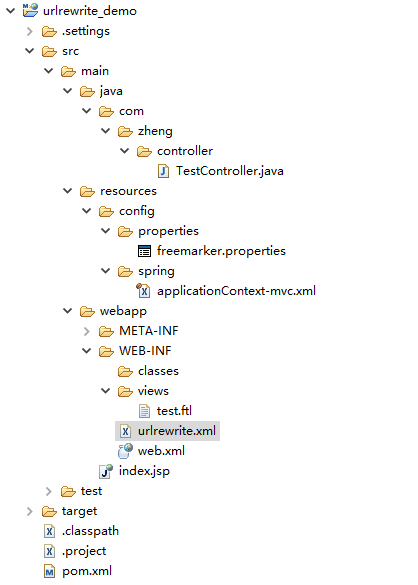 urlrewrite_demo
.settings
src
main
java
com
zheng
controller
TestController.java
resources
config
properties
freemarker.properties
spring
applicationContext-mvc.xml
webapp
META-INF
WEB-INF
classes
views
test.ftl
urlrewrite.xml
web.xml
index.jsp
test
target
.classpath
.project
pom.xml